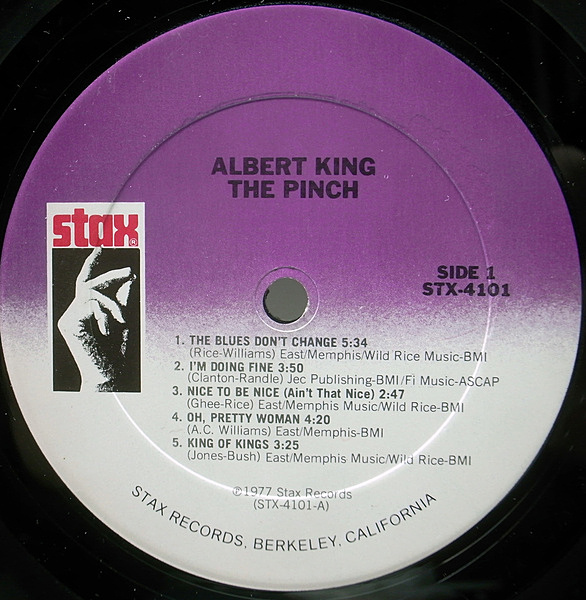 ALBERT KING
THE PINCH
stax®
SIDE 1
STX-4101
1. THE BLUES DON'T CHANGE 5:34
(Rice-Williams) East/Memphis/Wild Rice Music-BMI
2. I'M DOING FINE 3:50
(Clanton-Randle) Jec Publishing-BMI/Fi Music-ASCAP
3. NICE TO BE NICE (Ain't That Nice) 2:47
(Ghee-Rice) East/Memphis Music/Wild Rice-BMI
4. OH, PRETTY WOMAN 4:20
(A.C. Williams) East/Memphis-BMI
5. KING OF KINGS 3:25
(Jones-Bush) East/Memphis Music/Wild Rice-BMI
℗1977 Stax Records
(STX-4101-A)
STAX RECORDS, BERKELEY, CALIFORNIA